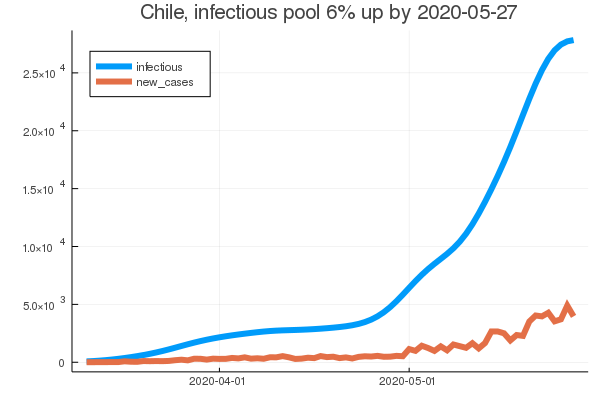 Chile, infectious pool 6% up by 2020-05-27
infectious
new_cases
2.5×10⁴
2.0×10⁴
1.5×10⁴
1.0×10⁴
5.0×10³
0
2020-04-01 2020-05-01